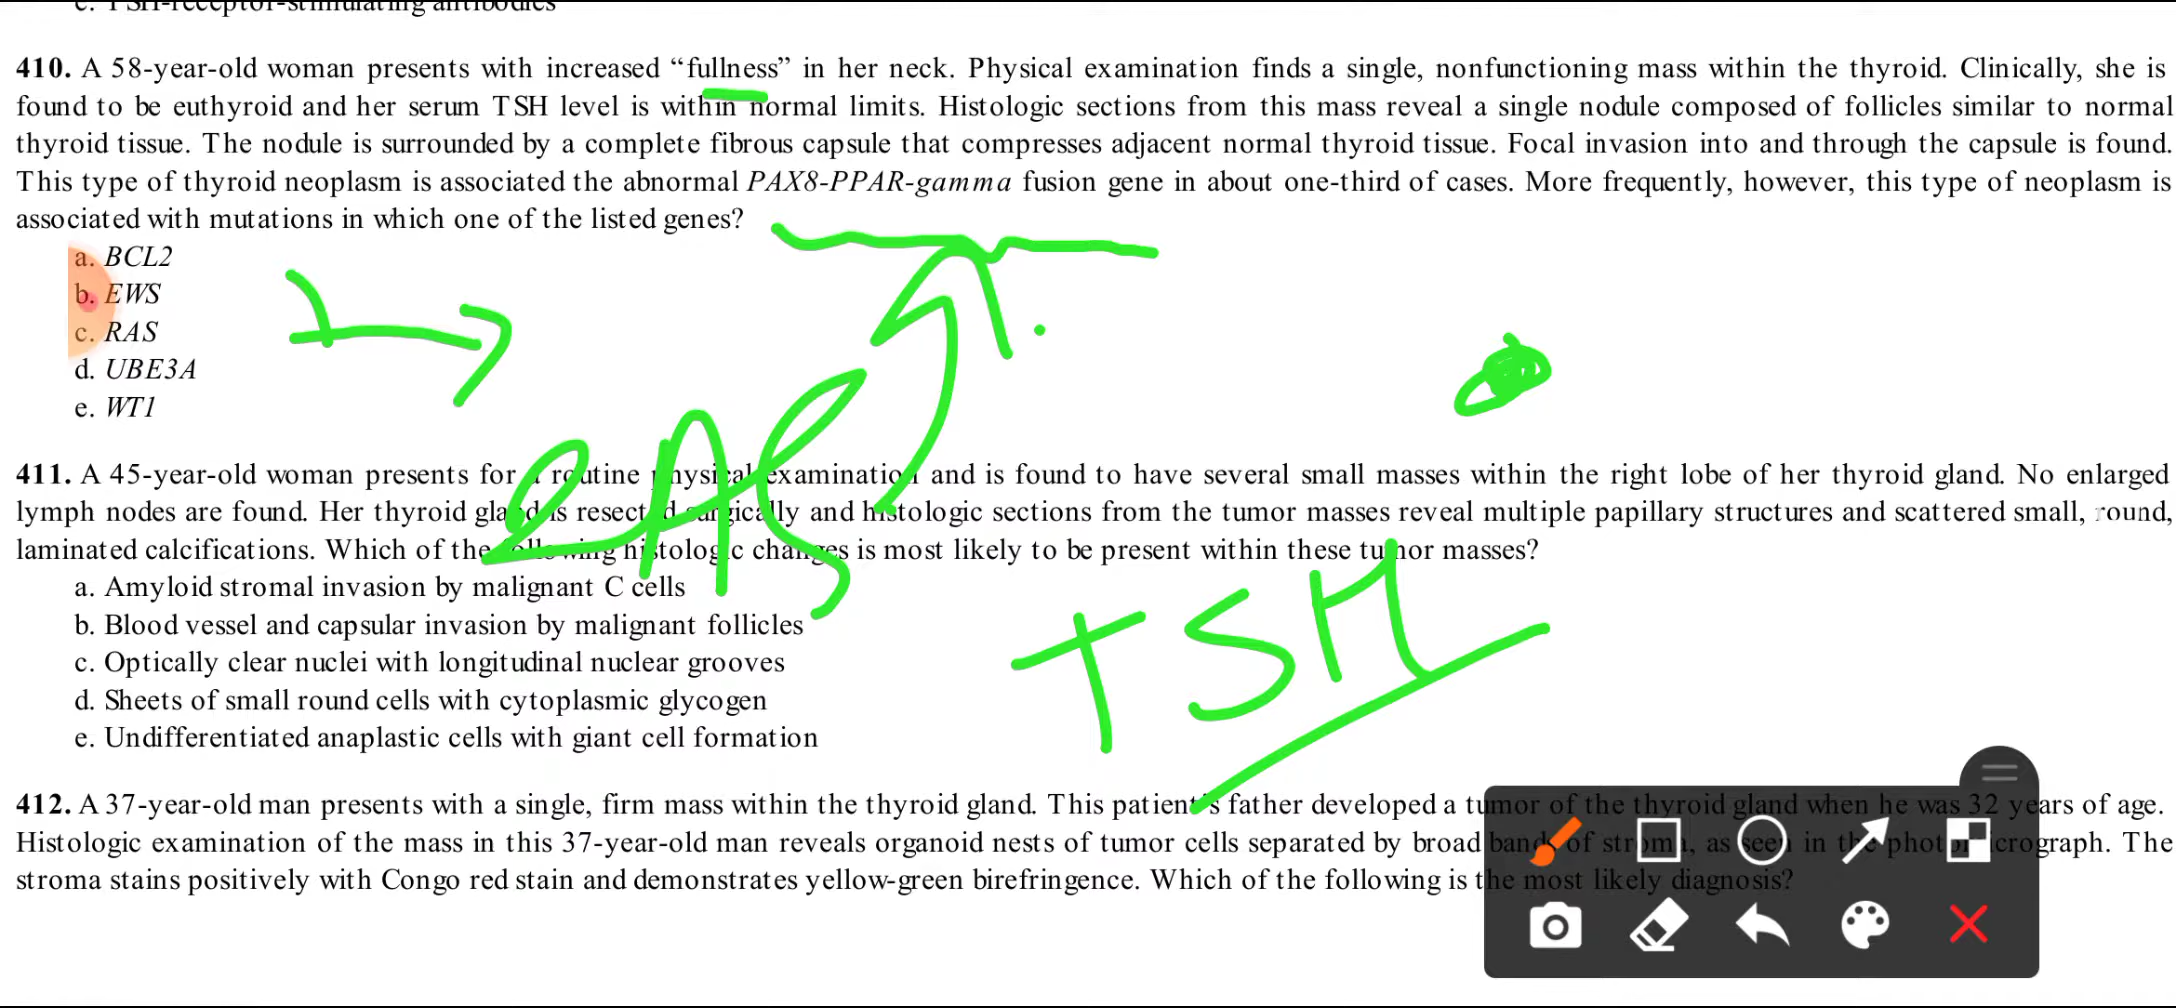 e. TSH-receptor-stimulating antibodies
410. A 58-year-old woman presents with increased “fullness” in her neck. Physical examination finds a single, nonfunctioning mass within the thyroid. Clinically, she is
found to be euthyroid and her serum TSH level is within normal limits. Histologic sections from this mass reveal a single nodule composed of follicles similar to normal
thyroid tissue. The nodule is surrounded by a complete fibrous capsule that compresses adjacent normal thyroid tissue. Focal invasion into and through the capsule is found.
This type of thyroid neoplasm is associated the abnormal PAX8-PPAR-gamma fusion gene in about one-third of cases. More frequently, however, this type of neoplasm is
associated with mutations in which one of the listed genes?
a. BCL2
b. EWS
c. RAS
d. UBE3A
e. WT1
RAS
411. A 45-year-old woman presents for a routine physical examination and is found to have several small masses within the right lobe of her thyroid gland. No enlarged
lymph nodes are found. Her thyroid gland is resected surgically and histologic sections from the tumor masses reveal multiple papillary structures and scattered small, round,
laminated calcifications. Which of the following histologic changes is most likely to be present within these tumor masses?
a. Amyloid stromal invasion by malignant C cells
b. Blood vessel and capsular invasion by malignant follicles
c. Optically clear nuclei with longitudinal nuclear grooves
d. Sheets of small round cells with cytoplasmic glycogen
e. Undifferentiated anaplastic cells with giant cell formation
TSH
412. A 37-year-old man presents with a single, firm mass within the thyroid gland. This patient's father developed a tumor of the thyroid gland when he was 32 years of age.
Histologic examination of the mass in this 37-year-old man reveals organoid nests of tumor cells separated by broad bands of stroma, as seen in the photomicrograph. The
stroma stains positively with Congo red stain and demonstrates yellow-green birefringence. Which of the following is the most likely diagnosis?